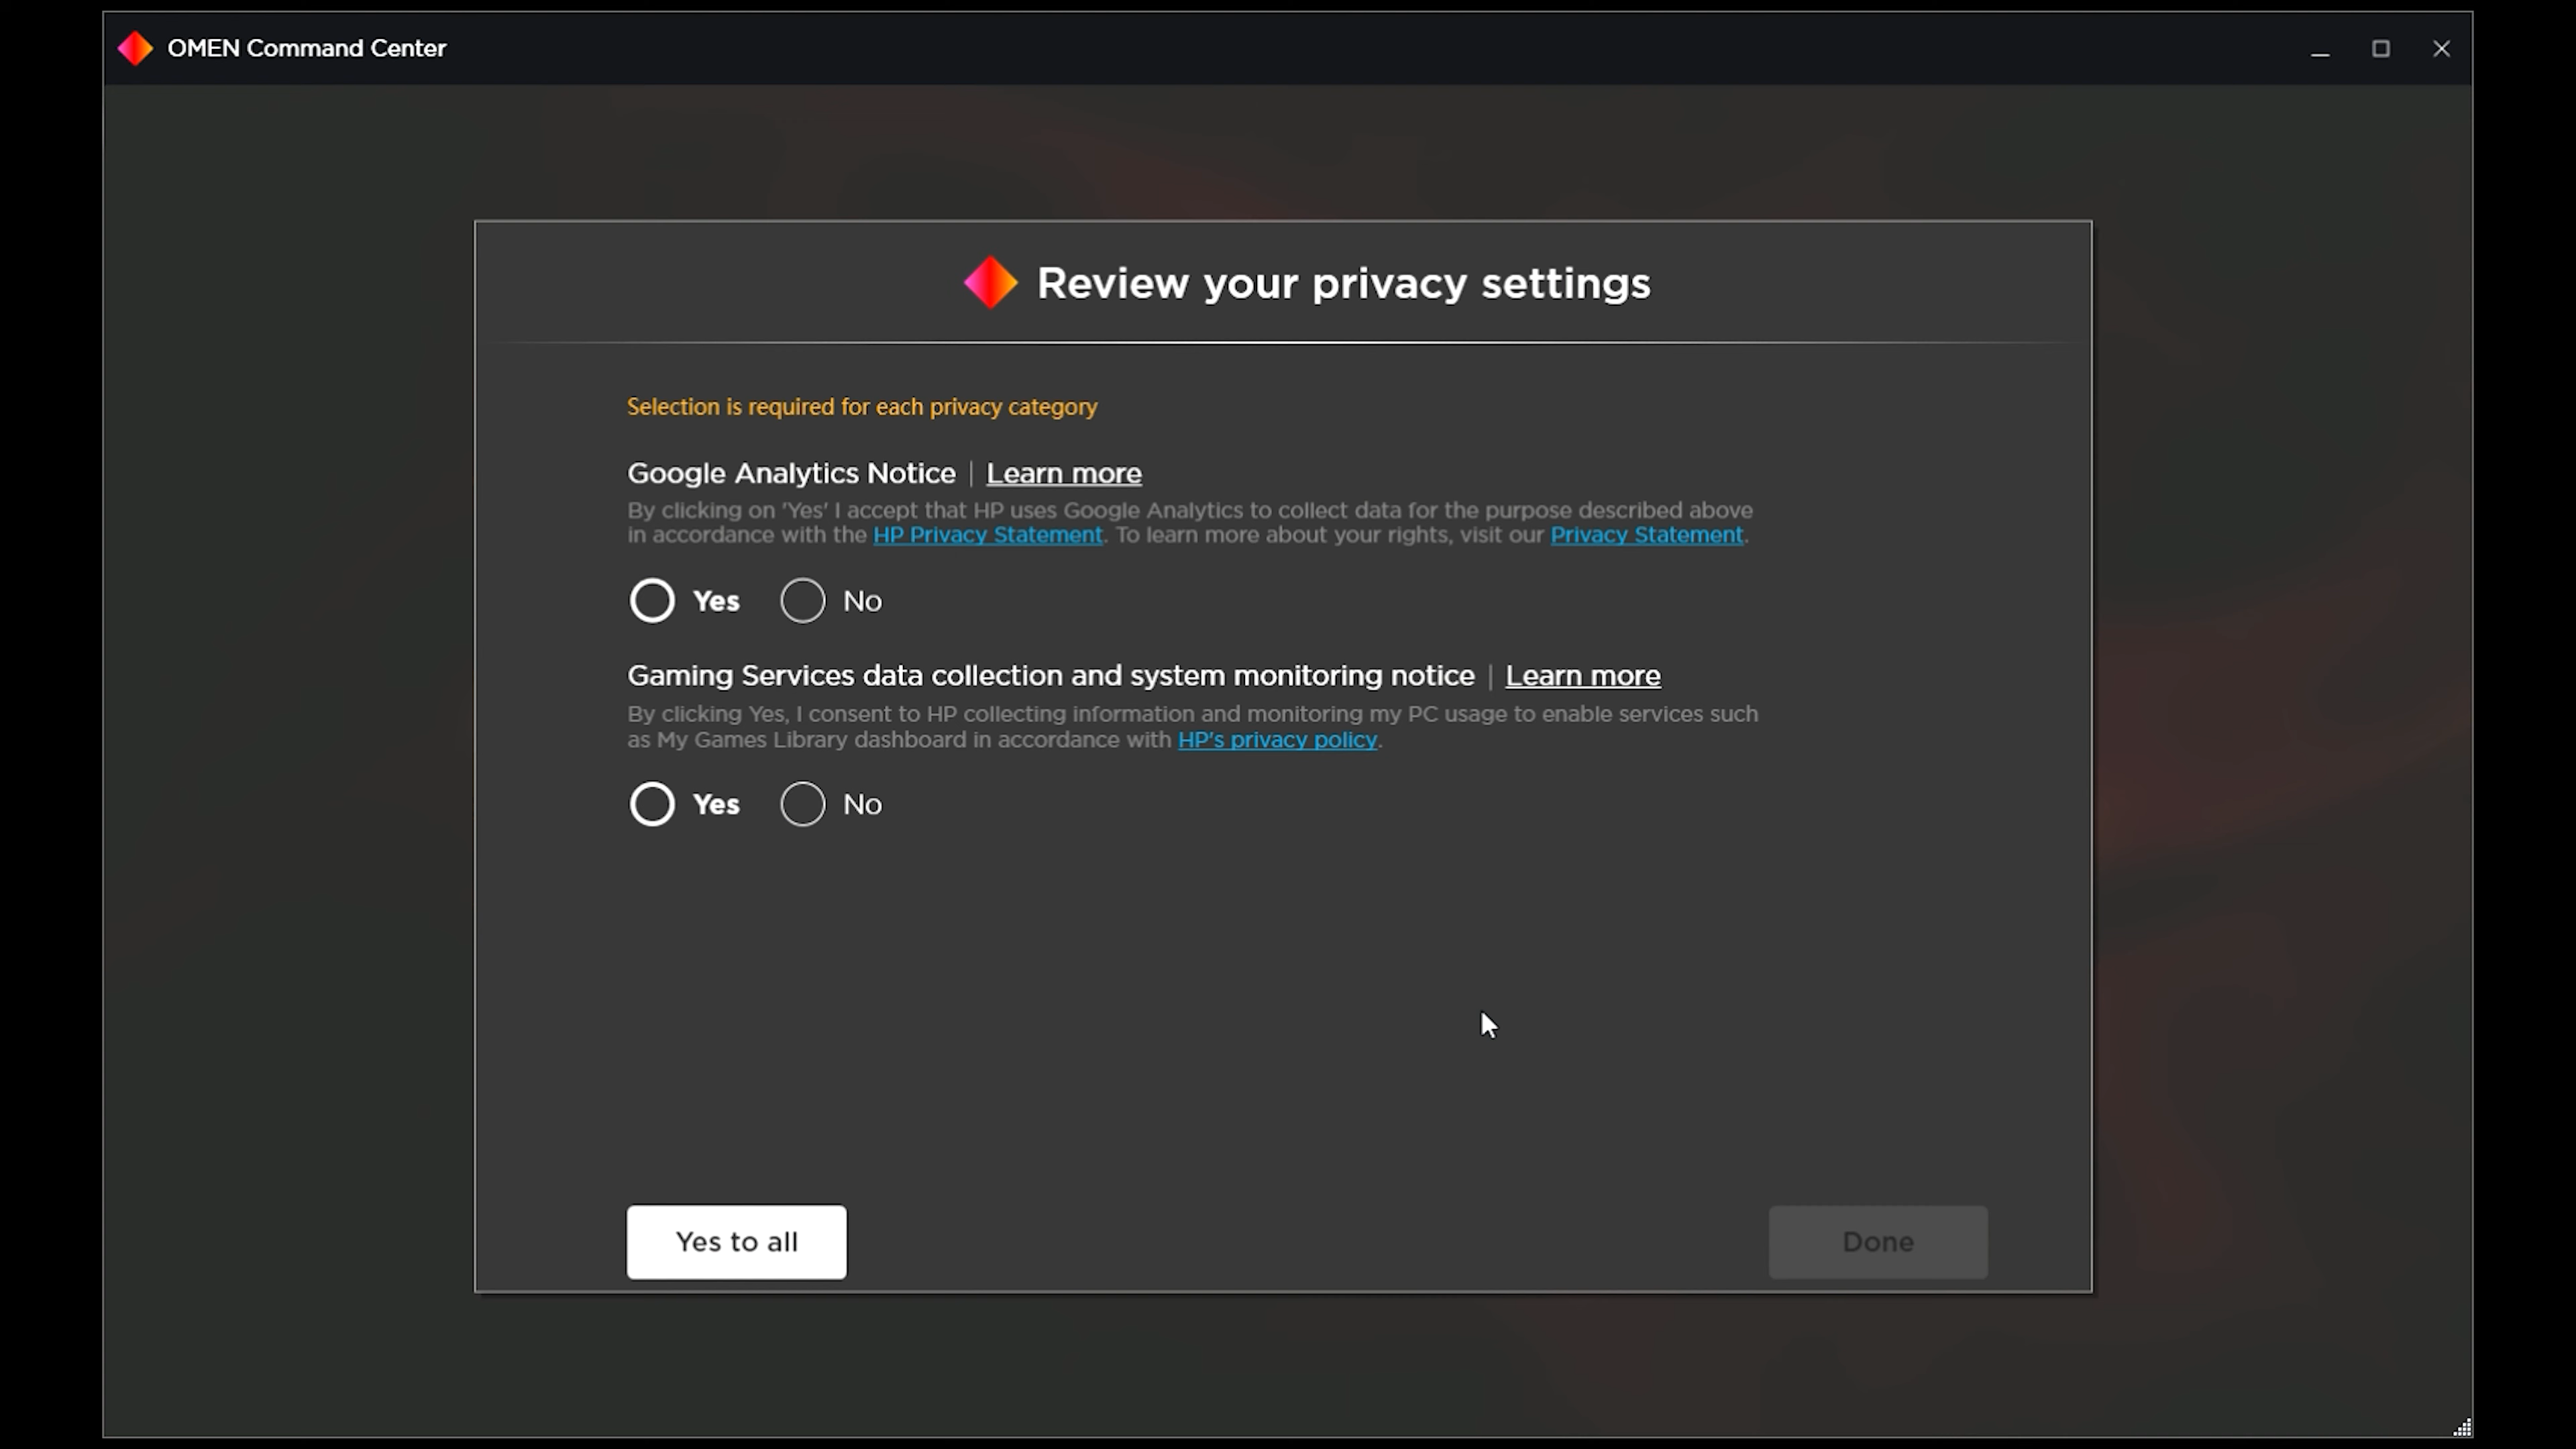 OMEN Command Center
Review your privacy settings
Selection is required for each privacy category
Google Analytics Notice | Learn more
By clicking on 'Yes' I accept that HP uses Google Analytics to collect data for the purpose described above
in accordance with the HP Privacy Statement. To learn more about your rights, visit our Privacy Statement.
Yes No
Gaming Services data collection and system monitoring notice | Learn more
By clicking Yes, I consent to HP collecting information and monitoring my PC usage to enable services such
as My Games Library dashboard in accordance with HP's privacy policy.
Yes No
Yes to all Done